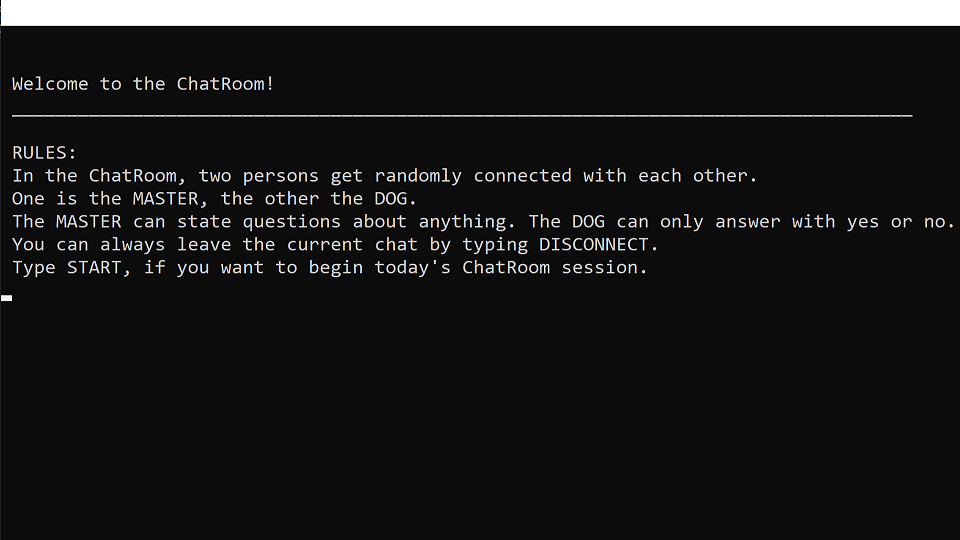 Welcome to the ChatRoom!
RULES:
In the ChatRoom, two persons get randomly connected with each other.
One is the MASTER, the other the DOG.
The MASTER can state questions about anything. The DOG can only answer with yes or no.
You can always leave the current chat by typing DISCONNECT.
Type START, if you want to begin today's ChatRoom session.